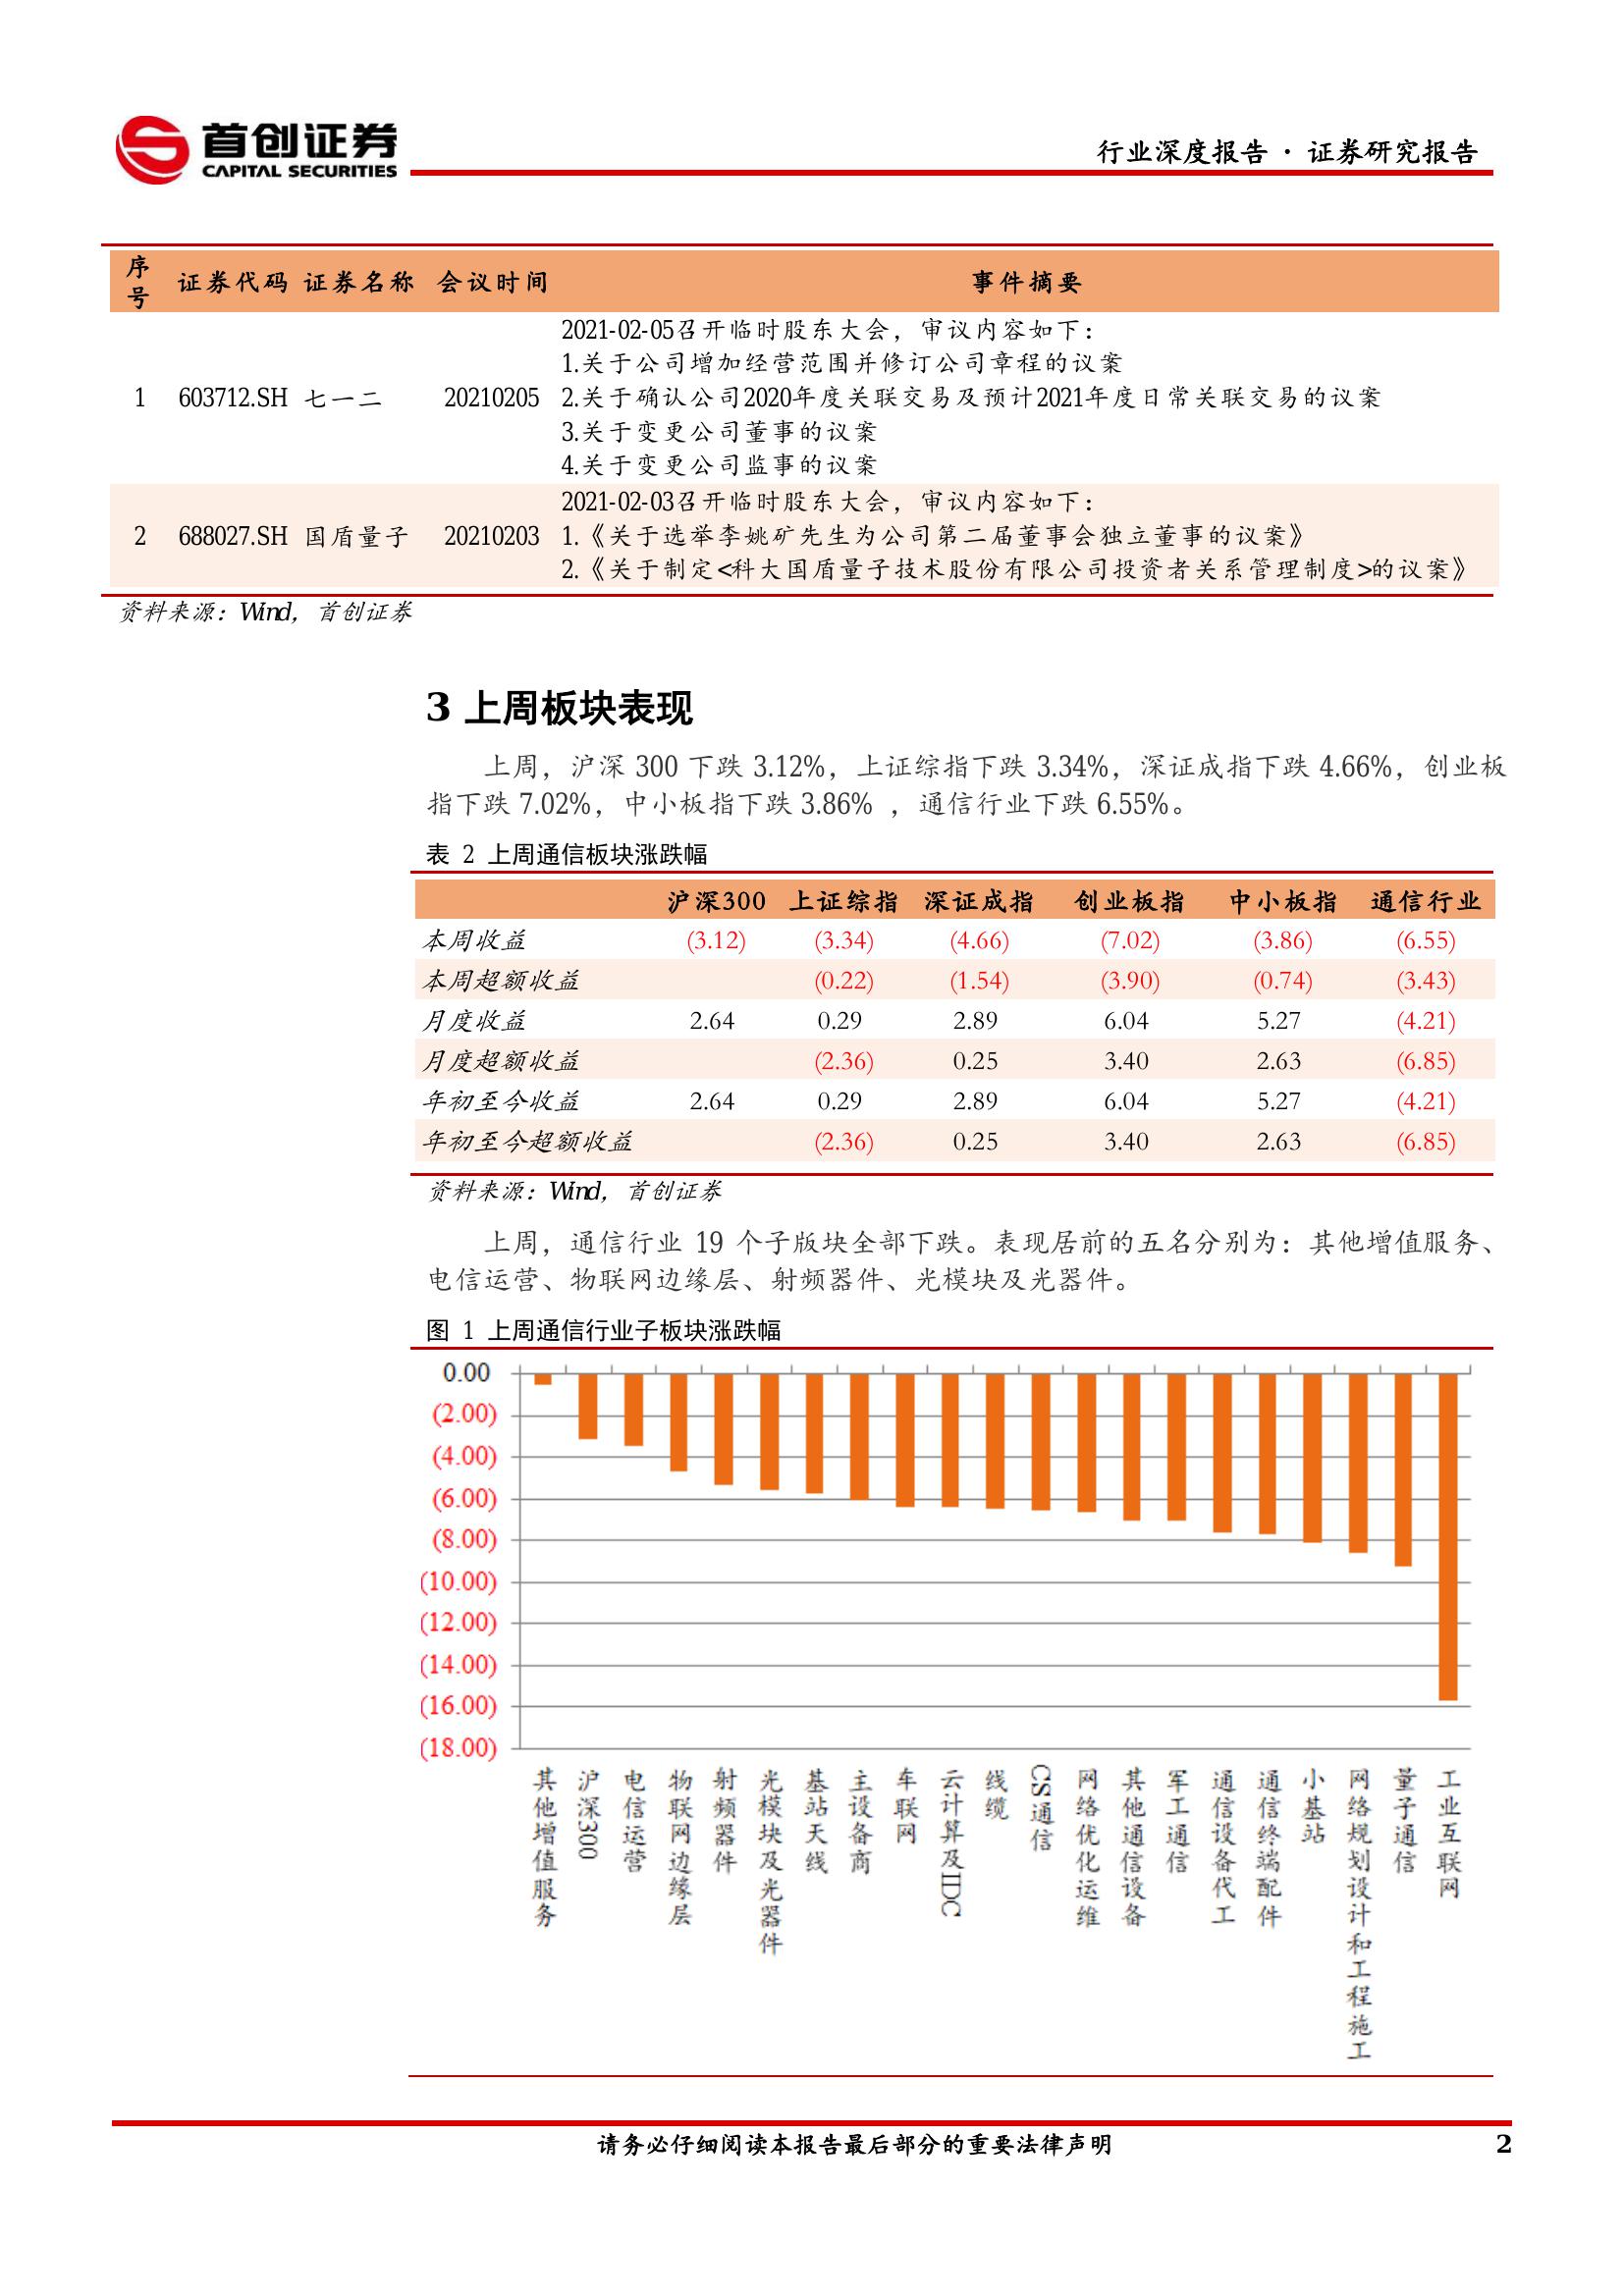 首创证券
CAPITAL SECURITIES
行业深度报告 · 证券研究报告
序号 证券代码 证券名称 会议时间 事件摘要
2021-02-05召开临时股东大会，审议内容如下：
1.关于公司增加经营范围并修订公司章程的议案
1 603712.SH 七一二 20210205 2.关于确认公司2020年度关联交易及预计2021年度日常关联交易的议案
3.关于变更公司董事的议案
4.关于变更公司监事的议案
2021-02-03召开临时股东大会，审议内容如下：
2 688027.SH 国盾量子 20210203 1.《关于选举李姚矿先生为公司第二届董事会独立董事的议案》
2.《关于制定<科大国盾量子技术股份有限公司投资者关系管理制度>的议案》
资料来源：Wind，首创证券
3 上周板块表现
上周，沪深 300 下跌 3.12%，上证综指下跌 3.34%，深证成指下跌 4.66%，创业板
指下跌 7.02%，中小板指下跌 3.86% ，通信行业下跌 6.55%。
表 2 上周通信板块涨跌幅
沪深300 上证综指 深证成指 创业板指 中小板指 通信行业
本周收益 (3.12) (3.34) (4.66) (7.02) (3.86) (6.55)
本周超额收益 (0.22) (1.54) (3.90) (0.74) (3.43)
月度收益 2.64 0.29 2.89 6.04 5.27 (4.21)
月度超额收益 (2.36) 0.25 3.40 2.63 (6.85)
年初至今收益 2.64 0.29 2.89 6.04 5.27 (4.21)
年初至今超额收益 (2.36) 0.25 3.40 2.63 (6.85)
资料来源：Wind，首创证券
上周，通信行业 19 个子版块全部下跌。表现居前的五名分别为：其他增值服务、
电信运营、物联网边缘层、射频器件、光模块及光器件。
图 1 上周通信行业子板块涨跌幅
0.00
(2.00)
(4.00)
(6.00)
(8.00)
(10.00)
(12.00)
(14.00)
(16.00)
(18.00)
其他增值服务
沪深300
电信运营
物联网边缘层
射频器件
光模块及光器件
基站天线
主设备商
车联网
云计算及IDC
线缆
CS通信
网络优化运维
其他通信设备
军工通信
通信设备代工
通信终端配件
小基站
网络规划设计和工程施工
量子通信
工业互联网
请务必仔细阅读本报告最后部分的重要法律声明
2